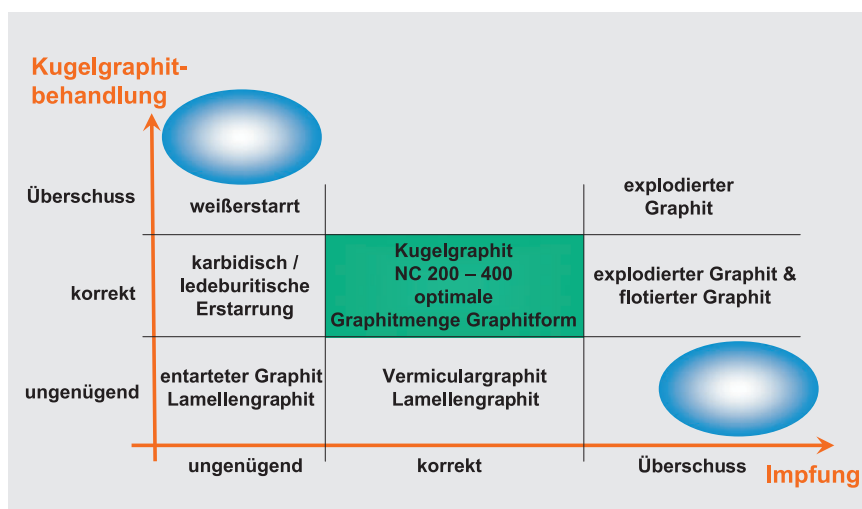 Kugelgraphit-
behandlung
Überschuss
weißerstarrt
explodierter
Graphit
korrekt
karbidisch /
ledeburitische
Erstarrung
Kugelgraphit
NC 200 – 400
optimale
Graphitmenge Graphitform
explodierter Graphit &
flotierter Graphit
ungenügend
entarteter Graphit
Lamellengraphit
Vermiculargraphit
Lamellengraphit
ungenügend
korrekt
Überschuss
Impfung